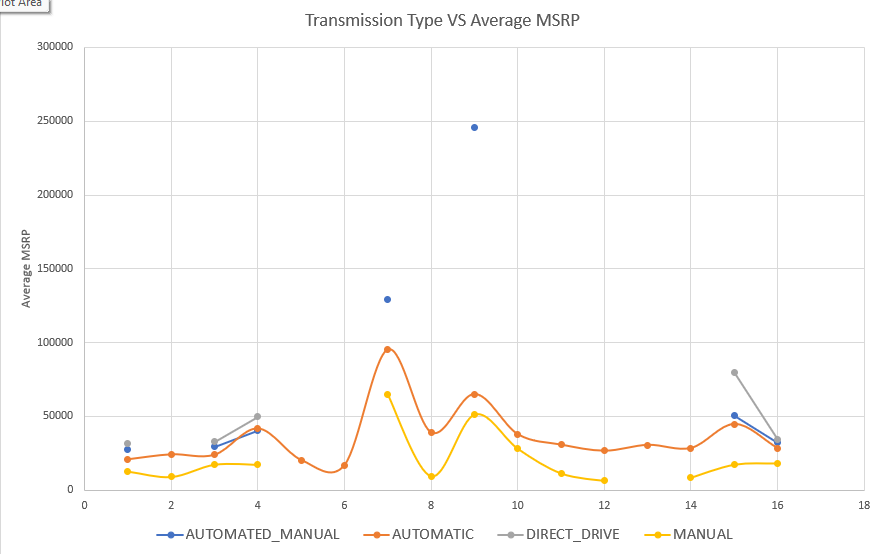 Plot Area
Transmission Type VS Average MSRP
300000
250000
200000
150000
100000
50000
0
Average MSRP
0 2 4 6 8 10 12 14 16 18
AUTOMATED_MANUAL AUTOMATIC DIRECT_DRIVE MANUAL